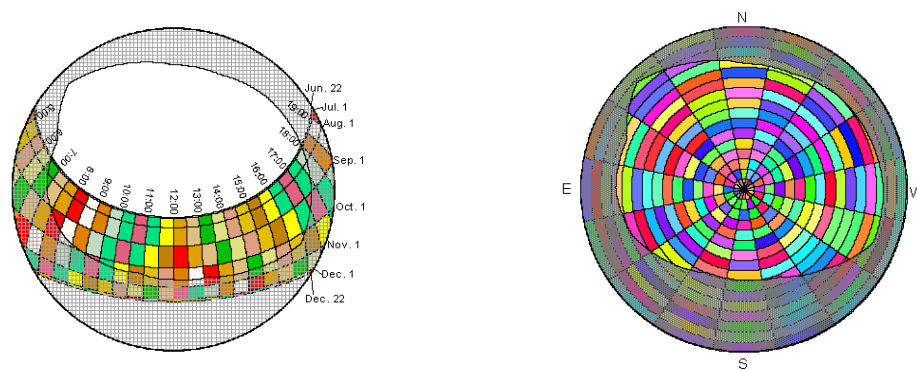 Jun. 22
Jul. 1
Aug. 1
Sep. 1
Oct. 1
Nov. 1
Dec. 1
Dec. 22
7:00
8:00
9:00
10:00
11:00
12:00
13:00
14:00
15:00
16:00
17:00
18:00
19:00
N
E
W
S